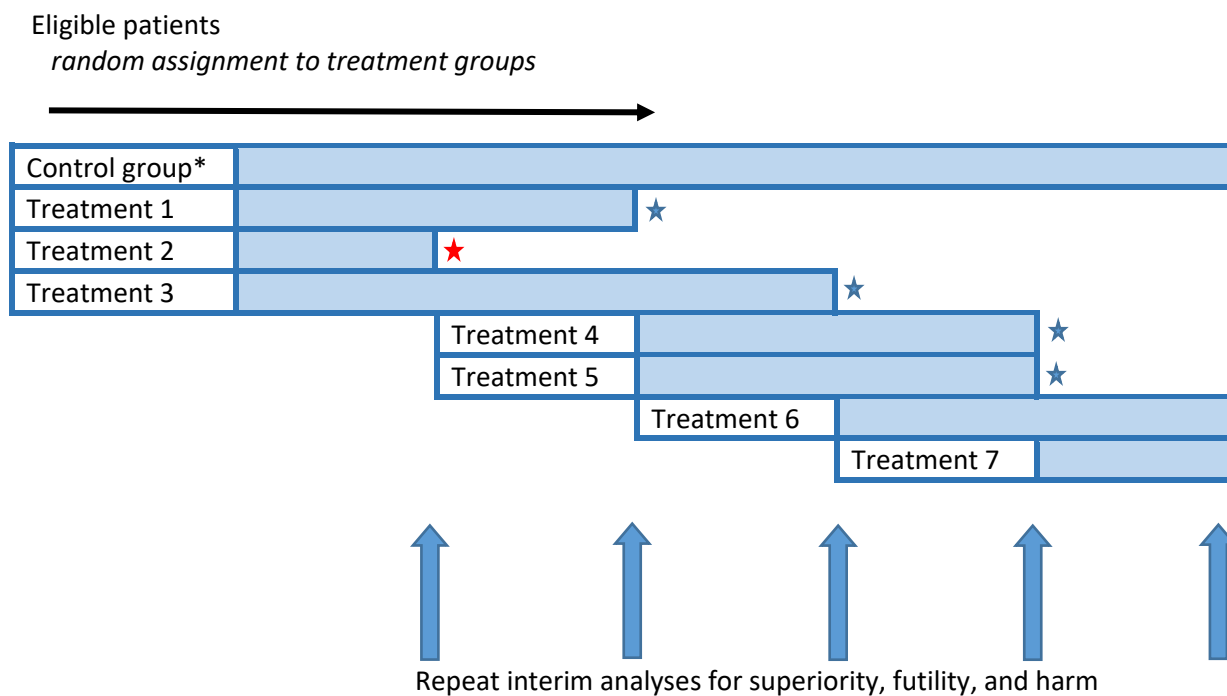 Eligible patients
random assignment to treatment groups
Control group*
Treatment 1
Treatment 2
Treatment 3
Treatment 4
Treatment 5
Treatment 6
Treatment 7
Repeat interim analyses for superiority, futility, and harm